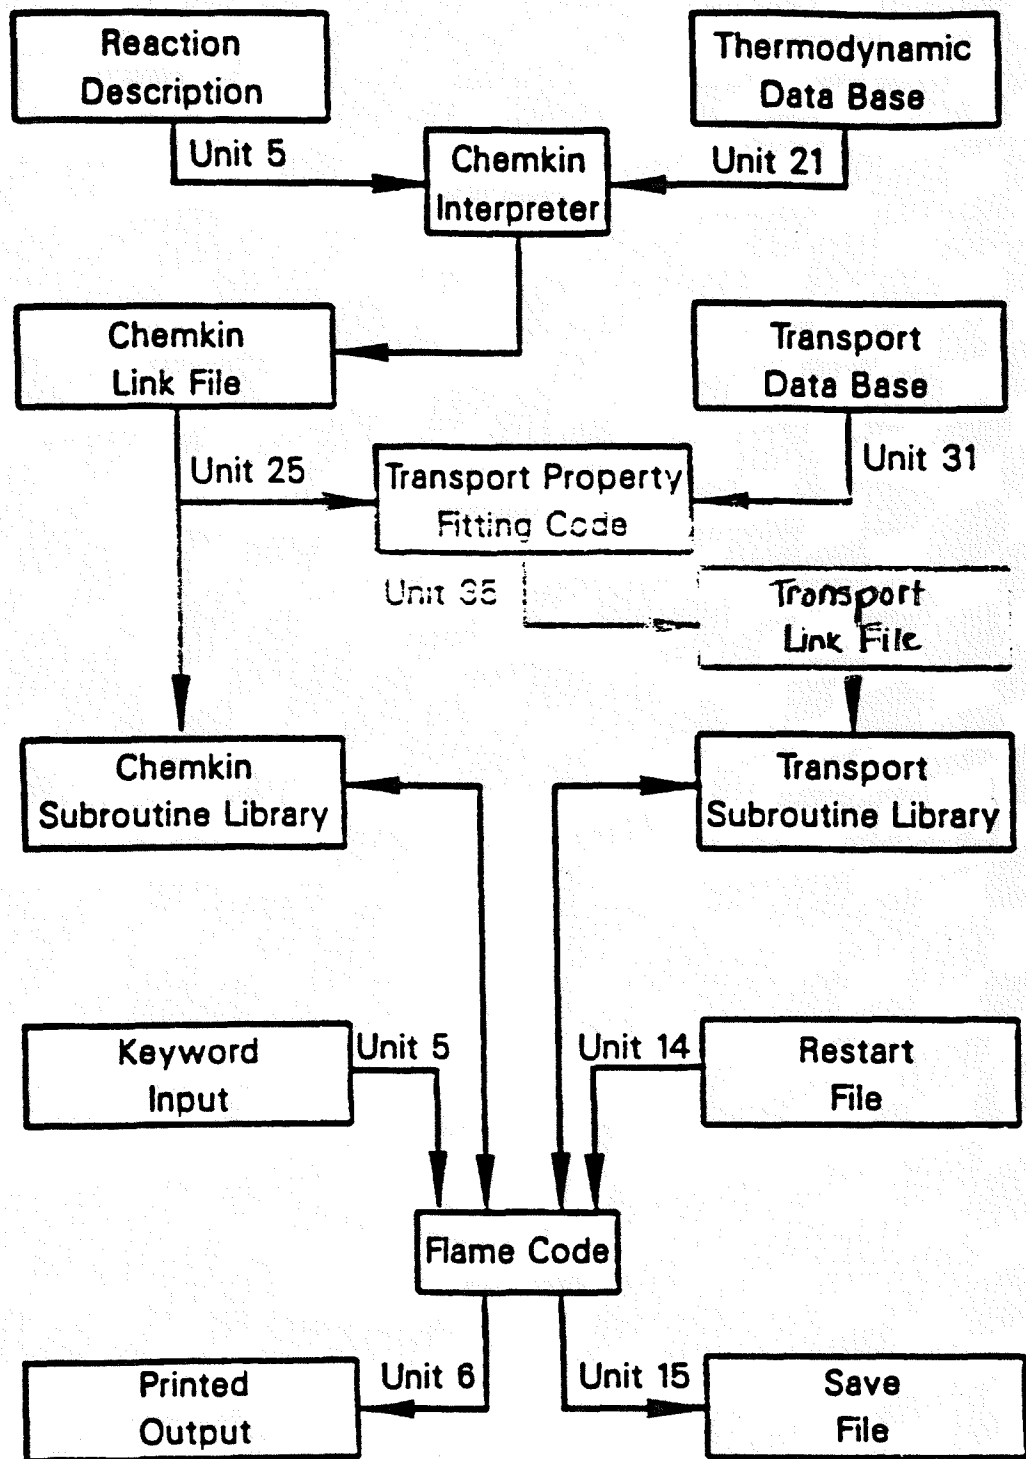 Reaction
Description
Thermodynamic
Data Base
Unit 5
Unit 21
Chemkin
Interpreter
Chemkin
Link File
Transport
Data Base
Unit 25
Unit 31
Transport Property
Fitting Code
Unit 35
Transport
Link File
Chemkin
Subroutine Library
Transport
Subroutine Library
Keyword
Input
Unit 5
Unit 14
Restart
File
Flame Code
Printed
Output
Unit 6
Unit 15
Save
File